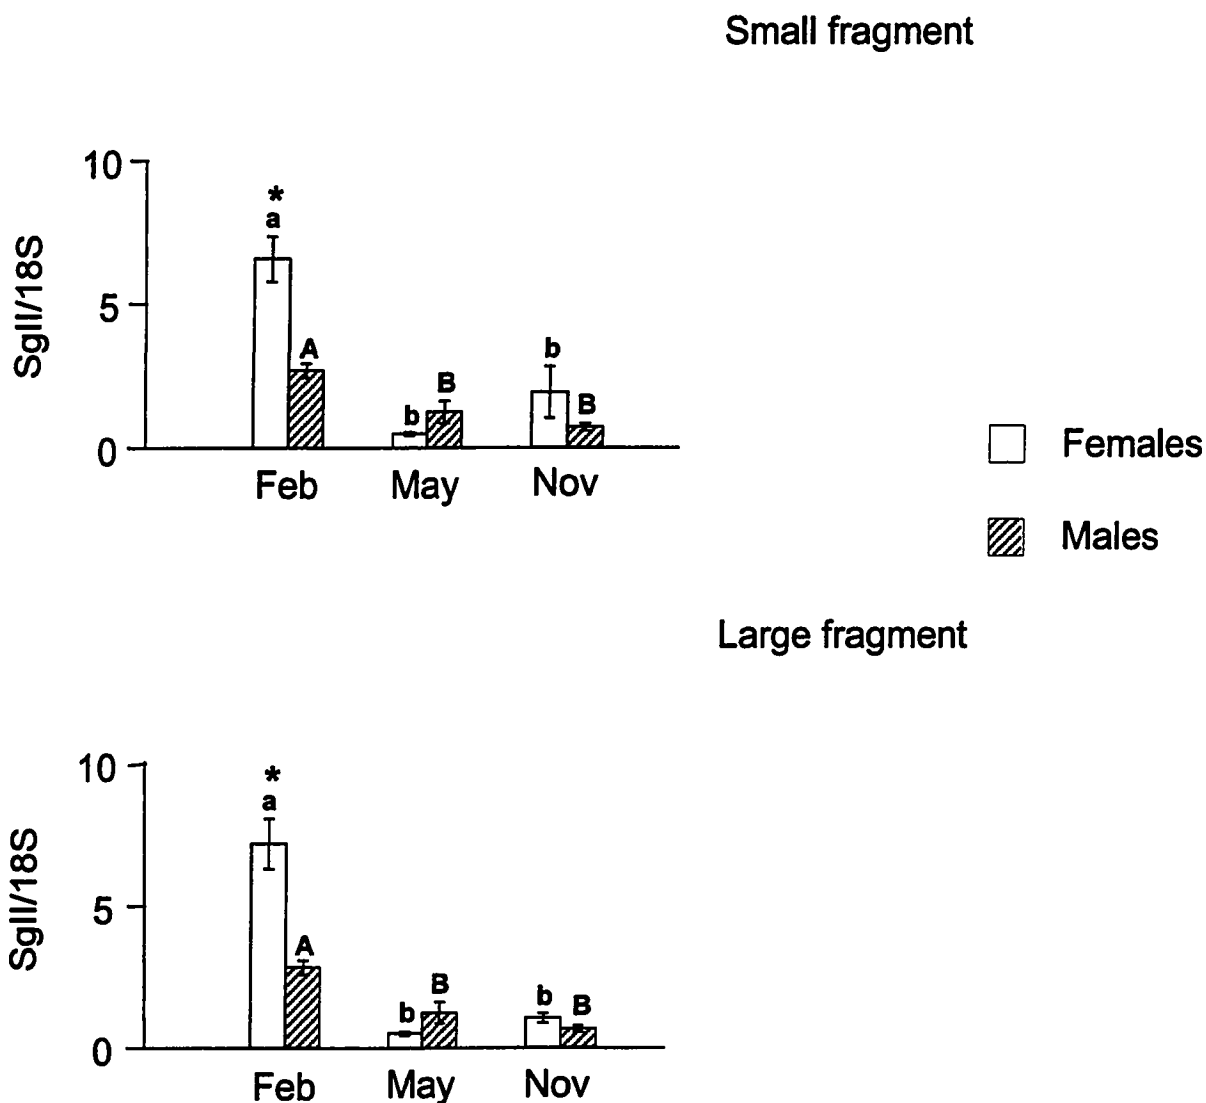 Small fragment
10
*
a
SgII/18S
5
A
b
B
b
B
0
Feb May Nov
Females
Males
Large fragment
10
*
a
SgII/18S
5
A
b
B
b
B
0
Feb May Nov